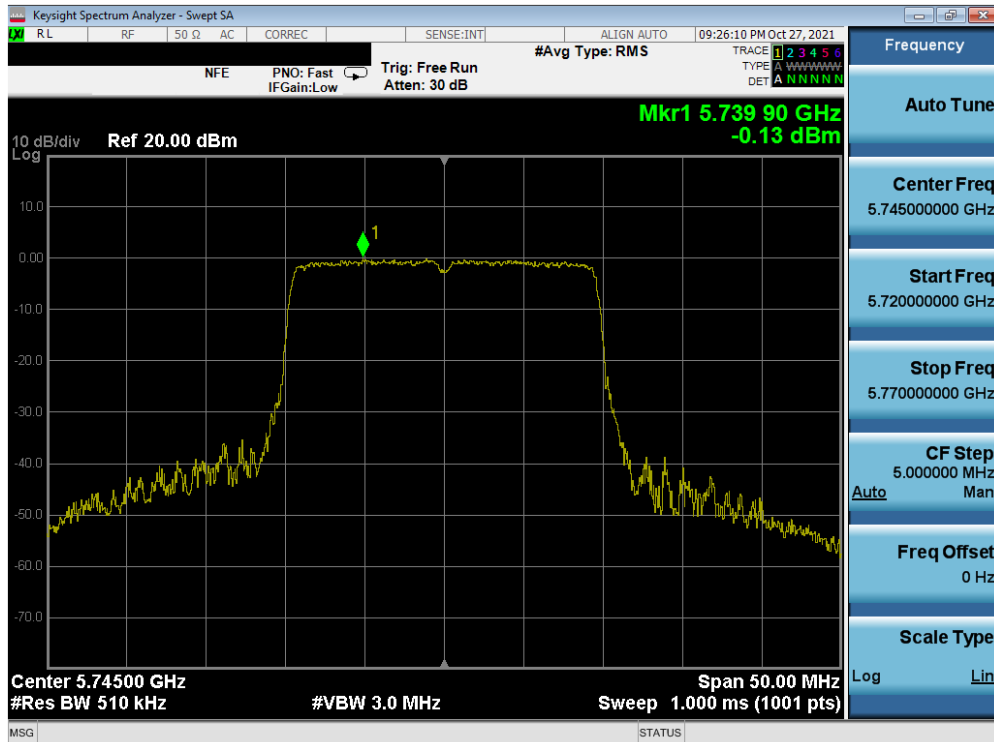 Keysight Spectrum Analyzer - Swept SA
LXI RL RF 50 Ω AC CORREC SENSE:INT ALIGN AUTO 09:26:10 PM Oct 27, 2021
NFE PNO: Fast IFGain:Low
Trig: Free Run
Atten: 30 dB
#Avg Type: RMS
TRACE 1 2 3 4 5 6
TYPE A WWWWW
DET A N N N N N
Mkr1 5.739 90 GHz
-0.13 dBm
10 dB/div Ref 20.00 dBm
Log
10.0
1
0.00
-10.0
-20.0
-30.0
-40.0
-50.0
-60.0
-70.0
Center 5.74500 GHz Span 50.00 MHz
#Res BW 510 kHz #VBW 3.0 MHz Sweep 1.000 ms (1001 pts)
MSG STATUS
Frequency
Auto Tune
Center Freq
5.745000000 GHz
Start Freq
5.720000000 GHz
Stop Freq
5.770000000 GHz
CF Step
5.000000 MHz
Auto Man
Freq Offset
0 Hz
Scale Type
Log Lin